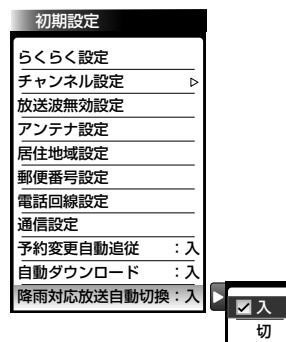 初期設定
らくらく設定
チャンネル設定 ▷
放送波無効設定
アンテナ設定
居住地域設定
郵便番号設定
電話回線設定
通信設定
予約変更自動追従 ：入
自動ダウンロード ：入
降雨対応放送自動切換：入
入
切